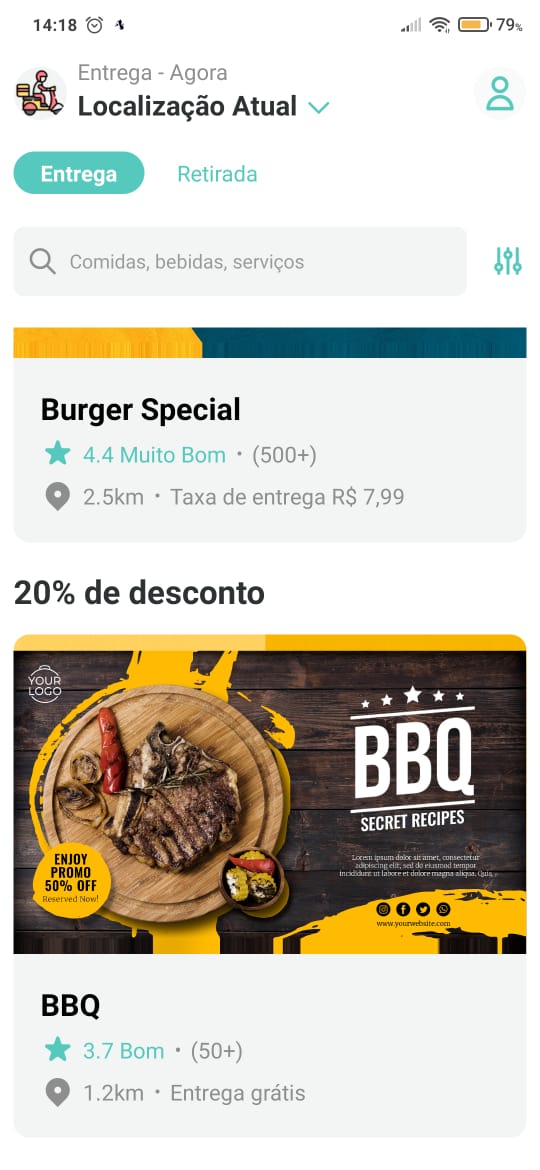 14:18
79%
Entrega - Agora
Localização Atual
Entrega
Retirada
Comidas, bebidas, serviços
Burger Special
4.4 Muito Bom • (500+)
2.5km • Taxa de entrega R$ 7,99
20% de desconto
YOUR
LOGO
BBQ
SECRET RECIPES
Lorem ipsum dolor sit amet, consectetur
adipiscing elit, sed do eiusmod tempor
incididunt ut labore et dolore magna aliqua. Quis
ENJOY
PROMO
50% OFF
Reserved Now!
www.yourwebsite.com
BBQ
3.7 Bom • (50+)
1.2km • Entrega grátis